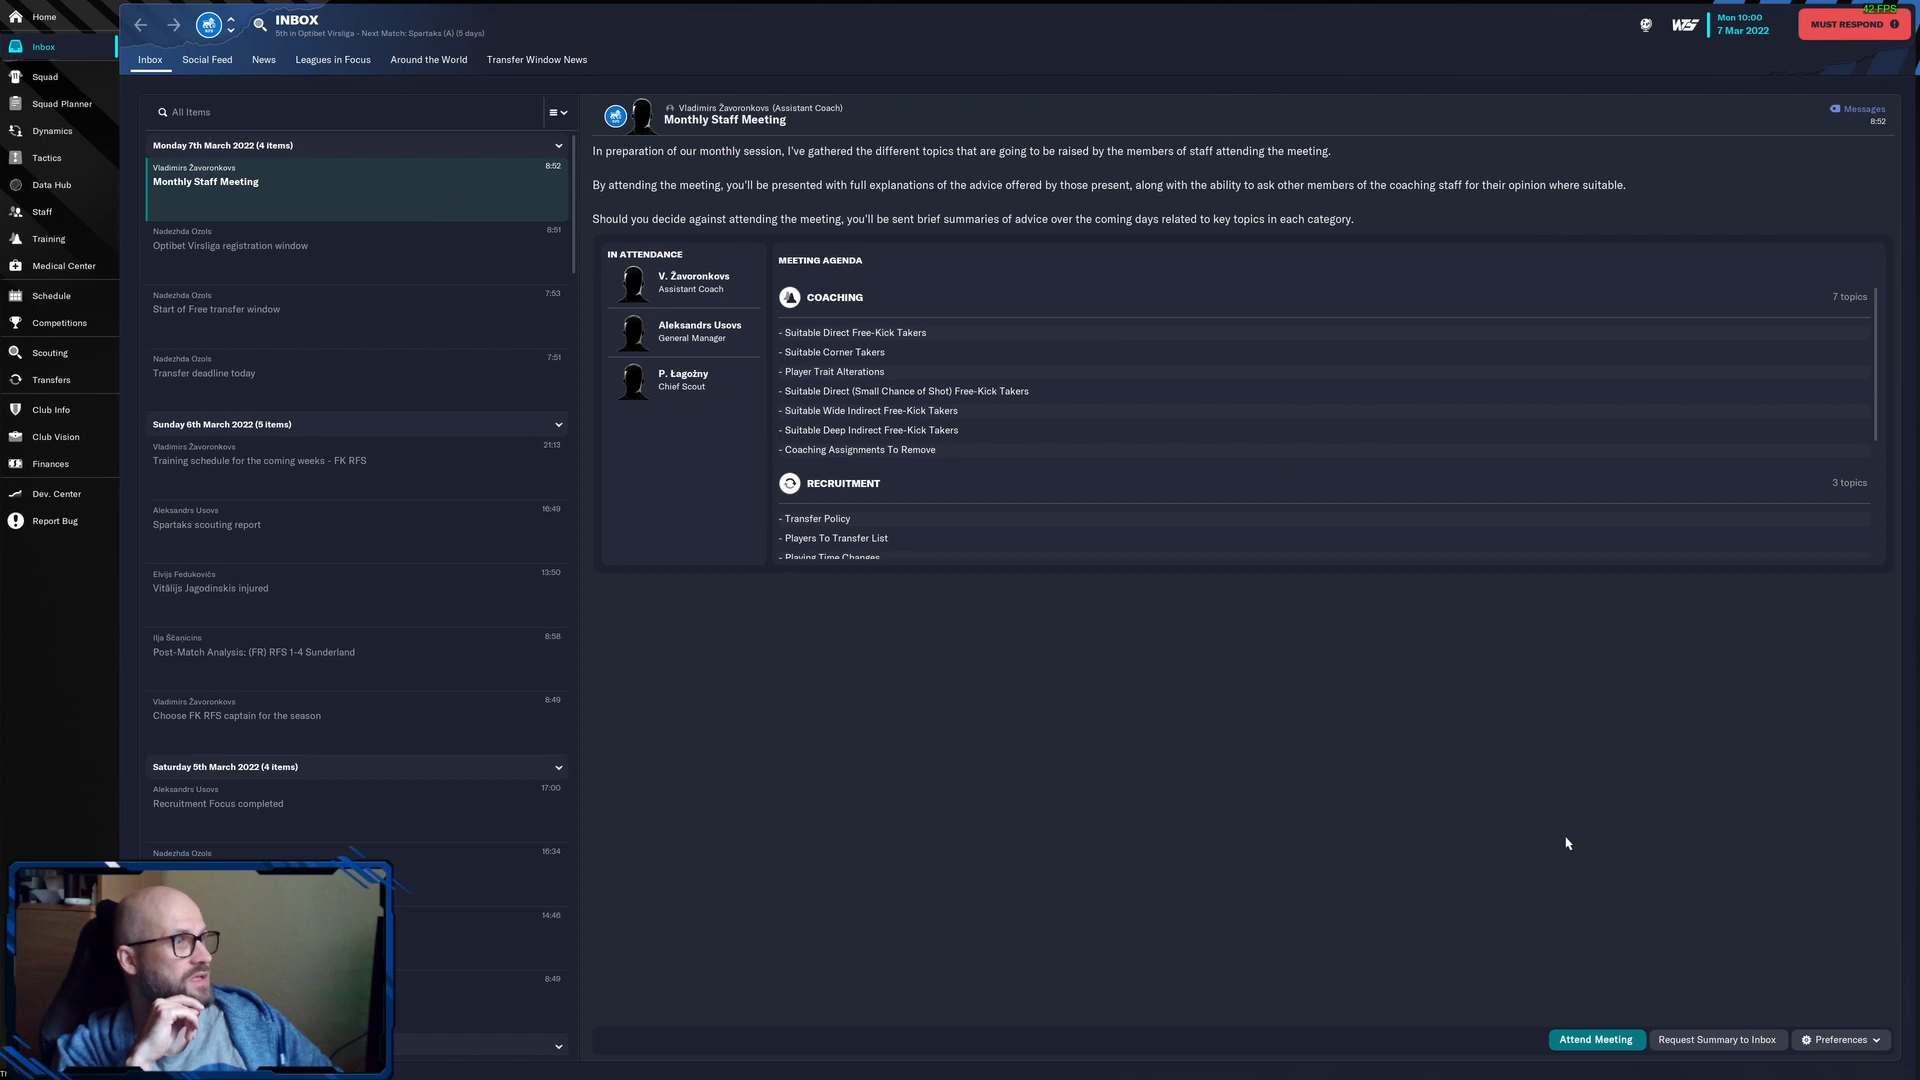 Home
Inbox
Squad
Squad Planner
Dynamics
Tactics
Data Hub
Staff
Training
Medical Center
Schedule
Competitions
Scouting
Transfers
Club Info
Club Vision
Finances
Dev. Center
Report Bug
INBOX
5th in Optibet Virsliga - Next Match: Spartaks (A) (5 days)
Mon 10:00
7 Mar 2022
42 FPS
MUST RESPOND
Inbox Social Feed News Leagues in Focus Around the World Transfer Window News
All Items
Monday 7th March 2022 (4 items)
Vladimirs Žavoronkovs 8:52
Monthly Staff Meeting
Nadezhda Ozols 8:51
Optibet Virsliga registration window
Nadezhda Ozols 7:53
Start of Free transfer window
Nadezhda Ozols 7:51
Transfer deadline today
Sunday 6th March 2022 (5 items)
Vladimirs Žavoronkovs 21:13
Training schedule for the coming weeks - FK RFS
Aleksandrs Usovs 16:49
Spartaks scouting report
Elvijs Fedukovičs 13:50
Vitālijs Jagodinskis injured
Ilja Ščaņicins 8:58
Post-Match Analysis: (FR) RFS 1-4 Sunderland
Vladimirs Žavoronkovs 8:49
Choose FK RFS captain for the season
Saturday 5th March 2022 (4 items)
Aleksandrs Usovs 17:00
Recruitment Focus completed
Nadezhda Ozols 16:34
14:46
8:49
Vladimirs Žavoronkovs (Assistant Coach)
Monthly Staff Meeting
Messages
8:52
In preparation of our monthly session, I've gathered the different topics that are going to be raised by the members of staff attending the meeting.
By attending the meeting, you'll be presented with full explanations of the advice offered by those present, along with the ability to ask other members of the coaching staff for their opinion where suitable.
Should you decide against attending the meeting, you'll be sent brief summaries of advice over the coming days related to key topics in each category.
IN ATTENDANCE
V. Žavoronkovs
Assistant Coach
Aleksandrs Usovs
General Manager
P. Łagożny
Chief Scout
MEETING AGENDA
COACHING 7 topics
- Suitable Direct Free-Kick Takers
- Suitable Corner Takers
- Player Trait Alterations
- Suitable Direct (Small Chance of Shot) Free-Kick Takers
- Suitable Wide Indirect Free-Kick Takers
- Suitable Deep Indirect Free-Kick Takers
- Coaching Assignments To Remove
RECRUITMENT 3 topics
- Transfer Policy
- Players To Transfer List
- Playing Time Changes
Attend Meeting Request Summary to Inbox Preferences